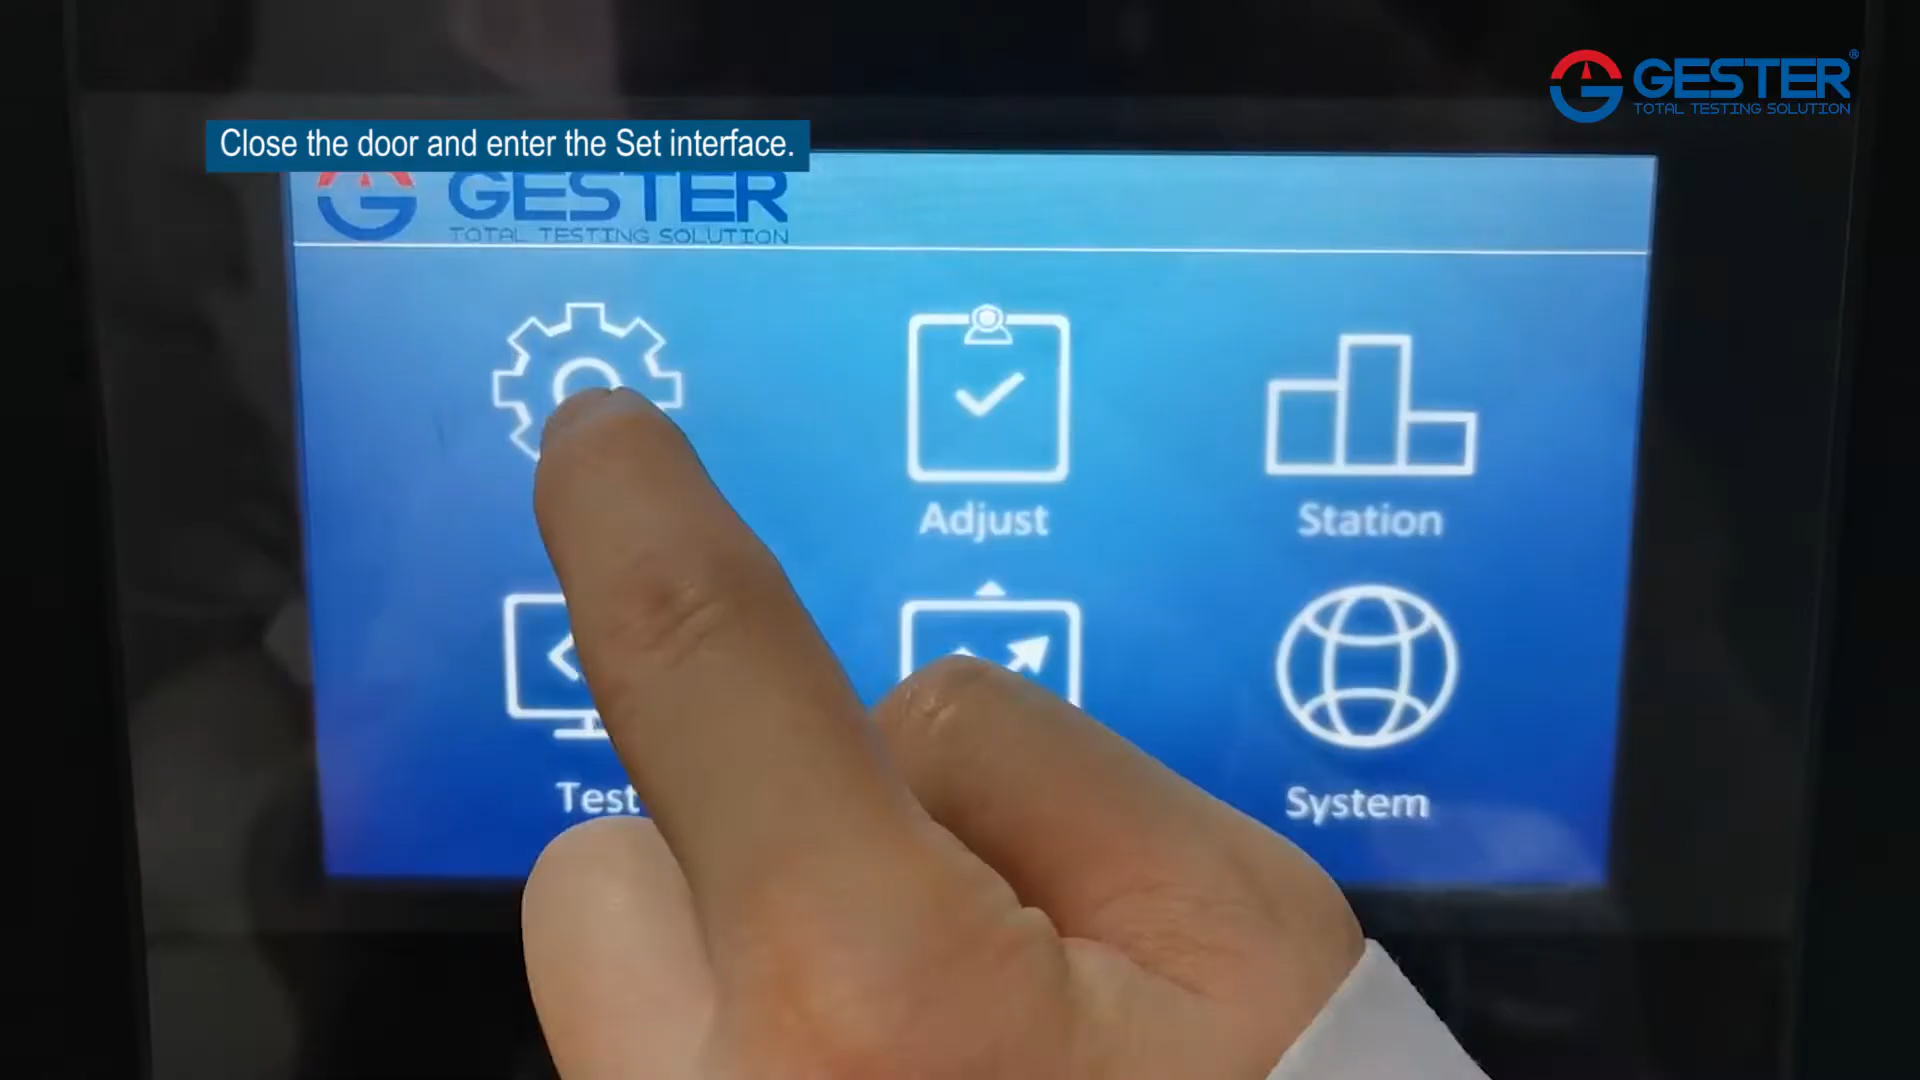 GESTER®
TOTAL TESTING SOLUTION
Close the door and enter the Set interface.
GESTER
TOTAL TESTING SOLUTION
Adjust
Station
Test
System